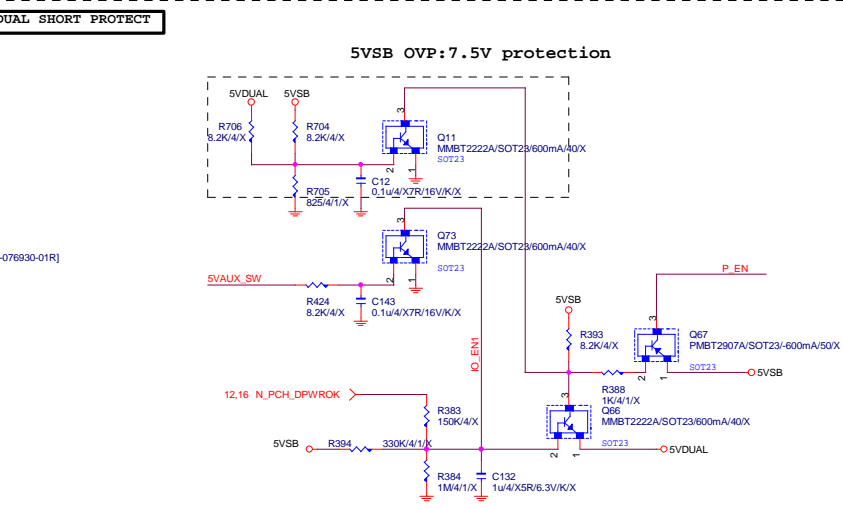 DUAL SHORT PROTECT
5VSB OVP:7.5V protection
5VDUAL
5VSB
R706
8.2K/4/X
R704
8.2K/4/X
3
Q11
MMBT2222A/SOT23/600mA/40/X
SOT23
2
1
C12
0.1u/4/X7R/16V/K/X
R705
825/4/1/X
3
Q73
MMBT2222A/SOT23/600mA/40/X
SOT23
-076930-01R]
2
1
5VAUX_SW
R424
8.2K/4/X
C143
0.1u/4/X7R/16V/K/X
P_EN
5VSB
R393
8.2K/4/X
3
Q67
PMBT2907A/SOT23/-600mA/50/X
SOT23
2
1
5VSB
IO_EN1
R388
1K/4/1/X
12,16 N_PCH_DPWROK
3
Q66
MMBT2222A/SOT23/600mA/40/X
SOT23
R383
150K/4/X
5VSB
R394
330K/4/1/X
2
1
5VDUAL
R384
1M/4/1/X
C132
1u/4/X5R/6.3V/K/X